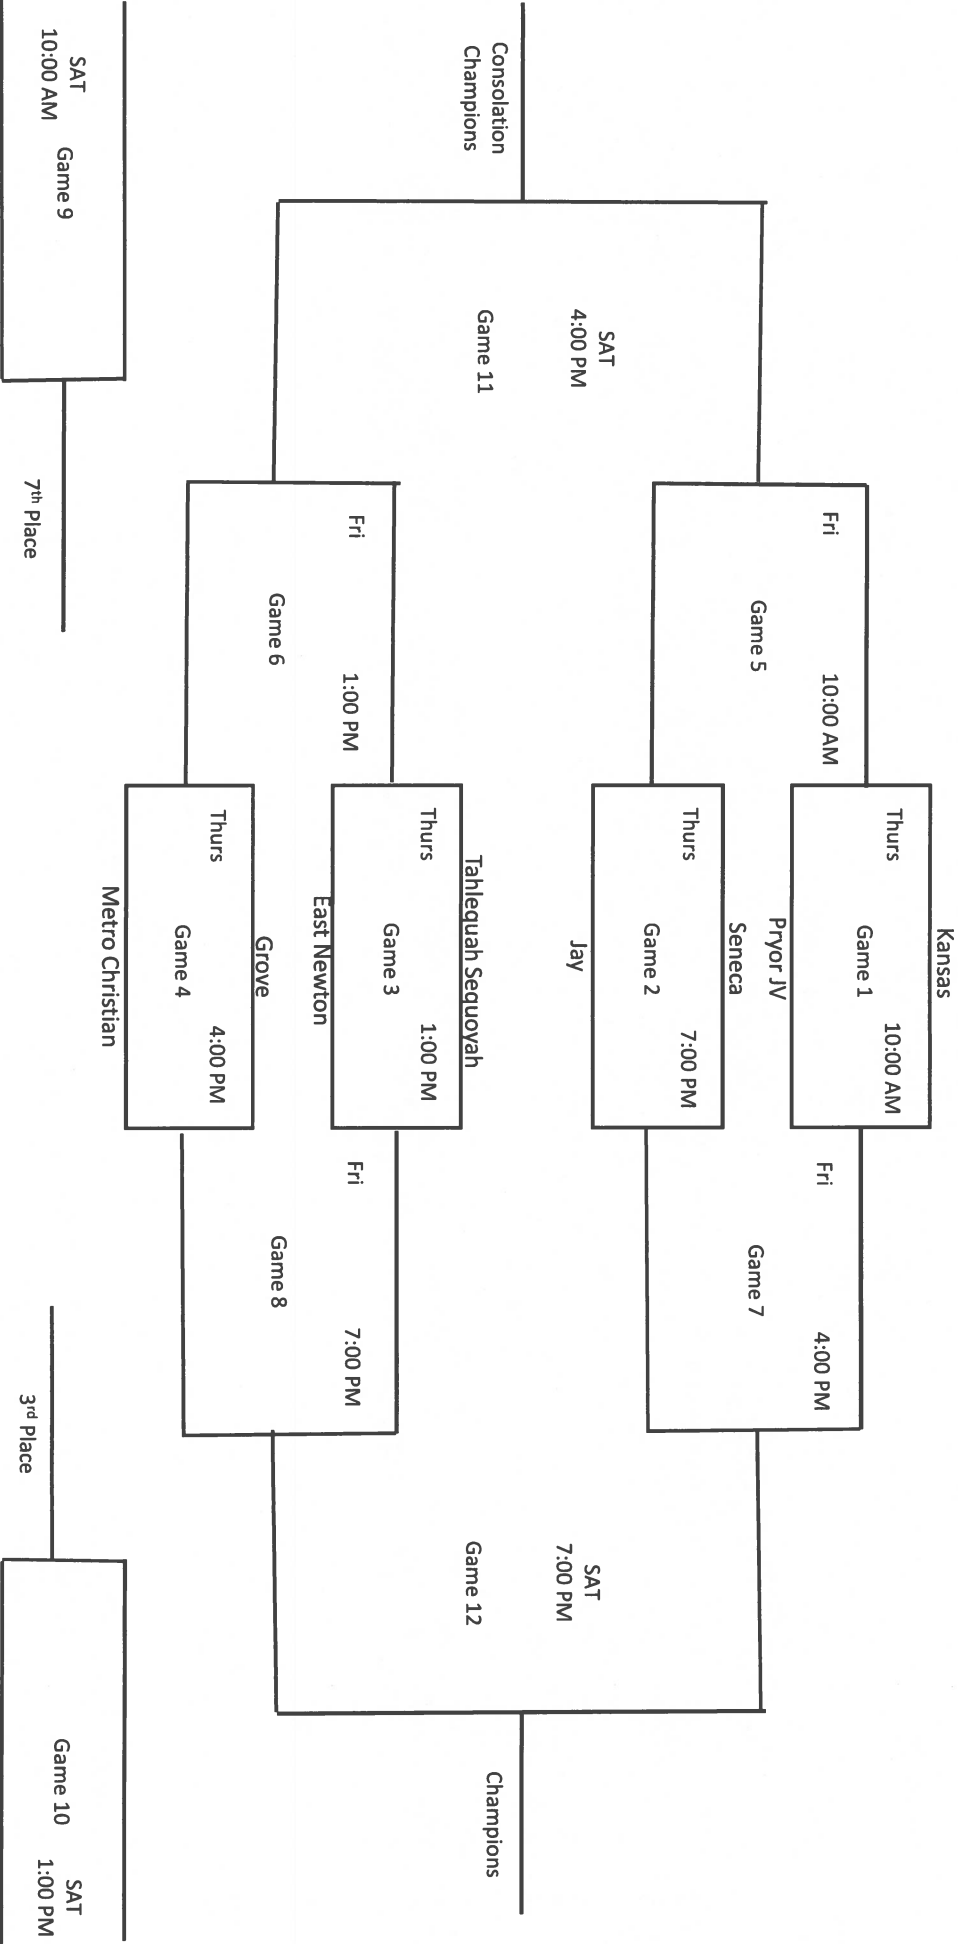 Kansas
Thurs 10:00 AM
Game 1
Pryor JV
Fri 10:00 AM
Game 5
Fri 4:00 PM
Game 7
Seneca
Thurs 7:00 PM
Game 2
Jay
SAT
4:00 PM
Game 11
SAT
7:00 PM
Game 12
Consolation
Champions
Champions
Tahlequah Sequoyah
Thurs 1:00 PM
Game 3
East Newton
Fri 1:00 PM
Game 6
Fri 7:00 PM
Game 8
Grove
Thurs 4:00 PM
Game 4
Metro Christian
SAT
10:00 AM
Game 9
7th Place
3rd Place
Game 10
SAT
1:00 PM